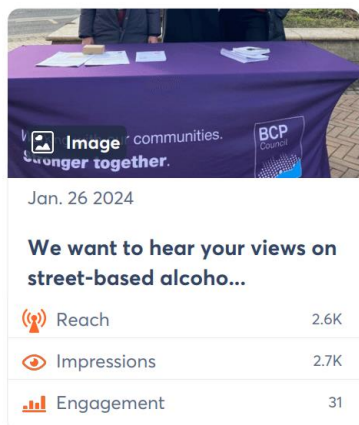 our communities.
stronger together.
BCP
Council
Image
Jan. 26 2024
We want to hear your views on
street-based alcoho...
Reach 2.6K
Impressions 2.7K
Engagement 31